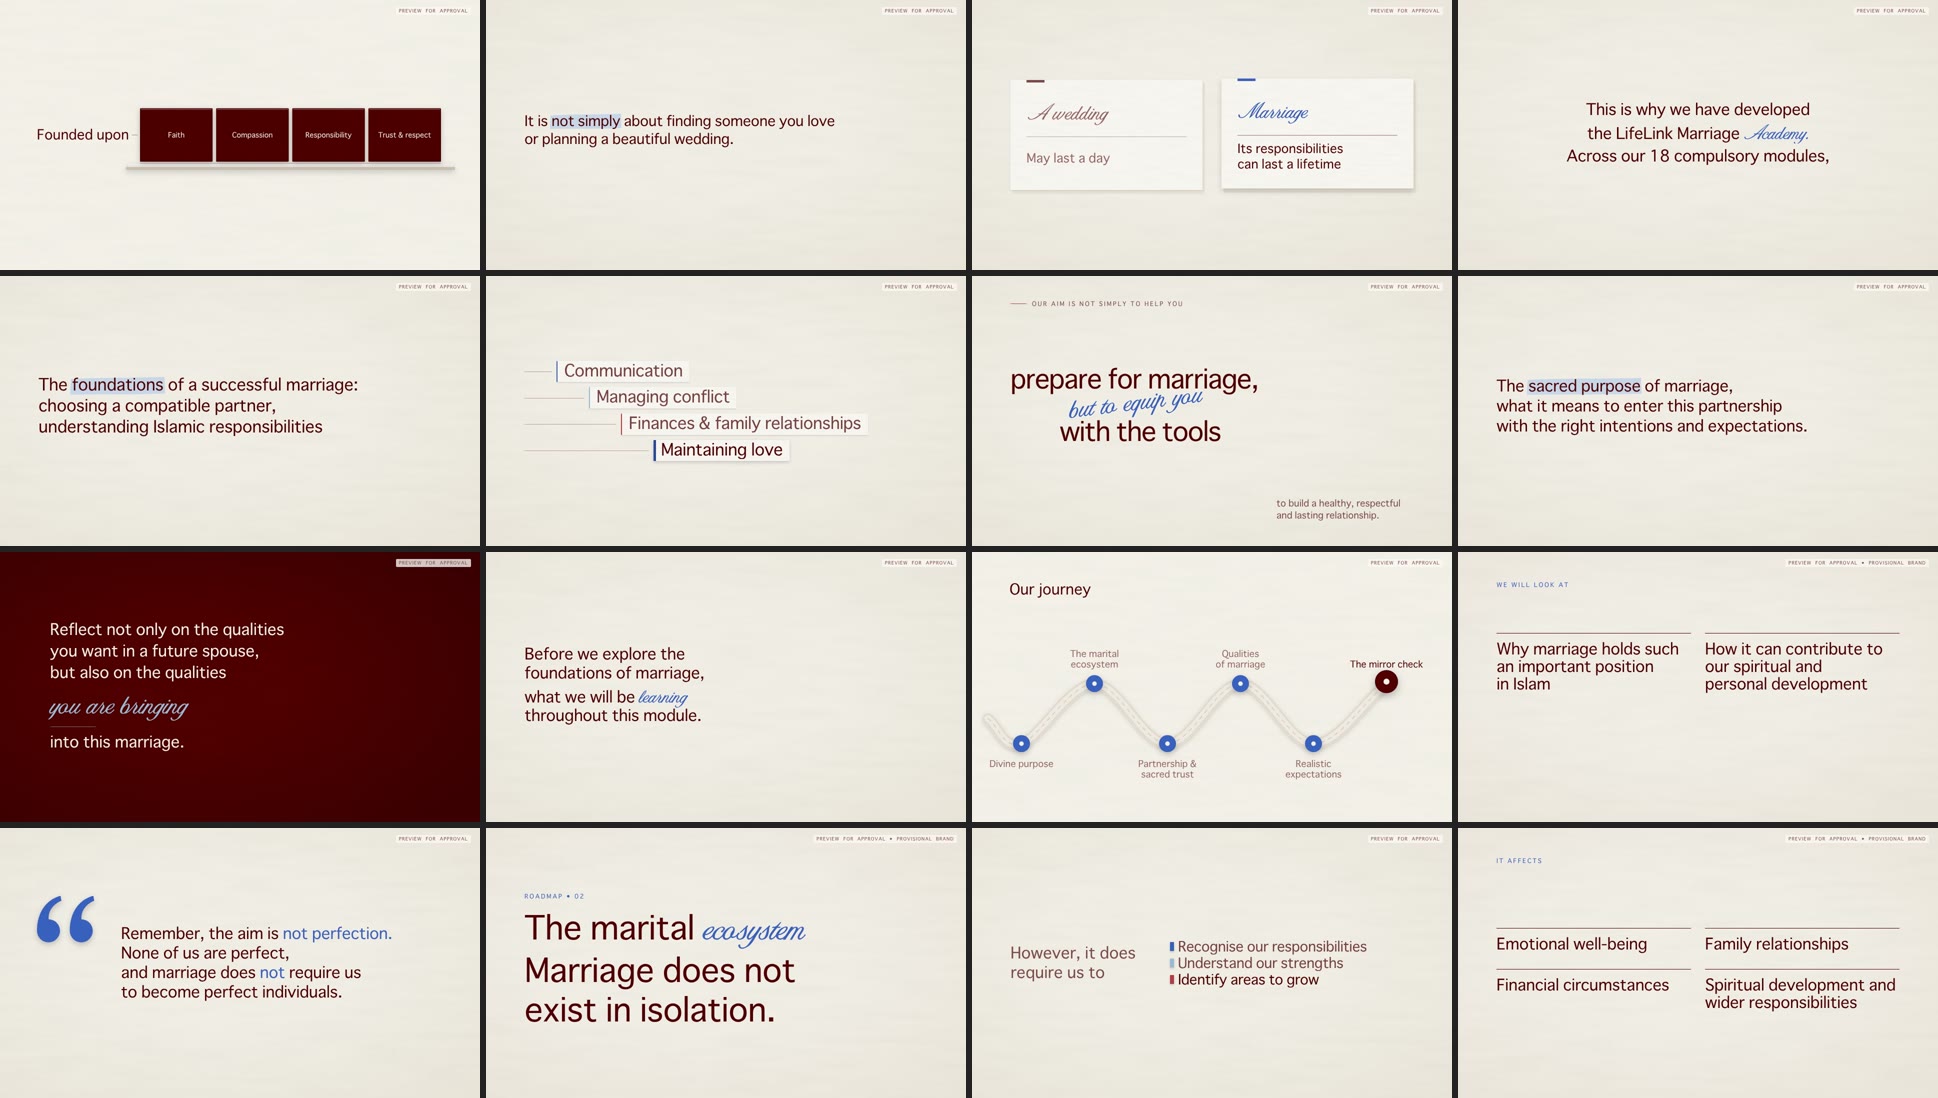 PREVIEW FOR APPROVAL
Founded upon
Faith
Compassion
Responsibility
Trust & respect
PREVIEW FOR APPROVAL
It is not simply about finding someone you love
or planning a beautiful wedding.
PREVIEW FOR APPROVAL
A wedding
May last a day
Marriage
Its responsibilities
can last a lifetime
PREVIEW FOR APPROVAL
This is why we have developed
the LifeLink Marriage Academy.
Across our 18 compulsory modules,
PREVIEW FOR APPROVAL
The foundations of a successful marriage:
choosing a compatible partner,
understanding Islamic responsibilities
PREVIEW FOR APPROVAL
Communication
Managing conflict
Finances & family relationships
Maintaining love
PREVIEW FOR APPROVAL
OUR AIM IS NOT SIMPLY TO HELP YOU
prepare for marriage,
but to equip you
with the tools
to build a healthy, respectful
and lasting relationship.
PREVIEW FOR APPROVAL
The sacred purpose of marriage,
what it means to enter this partnership
with the right intentions and expectations.
PREVIEW FOR APPROVAL
Reflect not only on the qualities
you want in a future spouse,
but also on the qualities
you are bringing
into this marriage.
PREVIEW FOR APPROVAL
Before we explore the
foundations of marriage,
what we will be learning
throughout this module.
PREVIEW FOR APPROVAL
Our journey
The marital
ecosystem
Qualities
of marriage
The mirror check
Divine purpose
Partnership &
sacred trust
Realistic
expectations
PREVIEW FOR APPROVAL • PROVISIONAL BRAND
WE WILL LOOK AT
Why marriage holds such
an important position
in Islam
How it can contribute to
our spiritual and
personal development
PREVIEW FOR APPROVAL
“
Remember, the aim is not perfection.
None of us are perfect,
and marriage does not require us
to become perfect individuals.
PREVIEW FOR APPROVAL • PROVISIONAL BRAND
ROADMAP • 02
The marital ecosystem
Marriage does not
exist in isolation.
PREVIEW FOR APPROVAL
However, it does
require us to
Recognise our responsibilities
Understand our strengths
Identify areas to grow
PREVIEW FOR APPROVAL • PROVISIONAL BRAND
IT AFFECTS
Emotional well-being
Family relationships
Financial circumstances
Spiritual development and
wider responsibilities